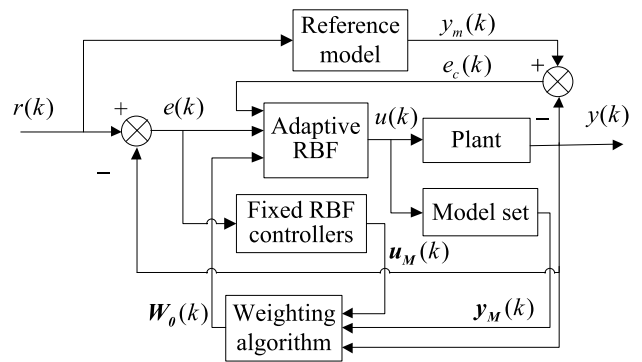 Reference
model
y_m(k)
e_c(k)
+
r(k)
+
e(k)
Adaptive
RBF
u(k)
Plant
−
y(k)
−
Fixed RBF
controllers
Model set
u_M(k)
W_0(k)
Weighting
algorithm
y_M(k)